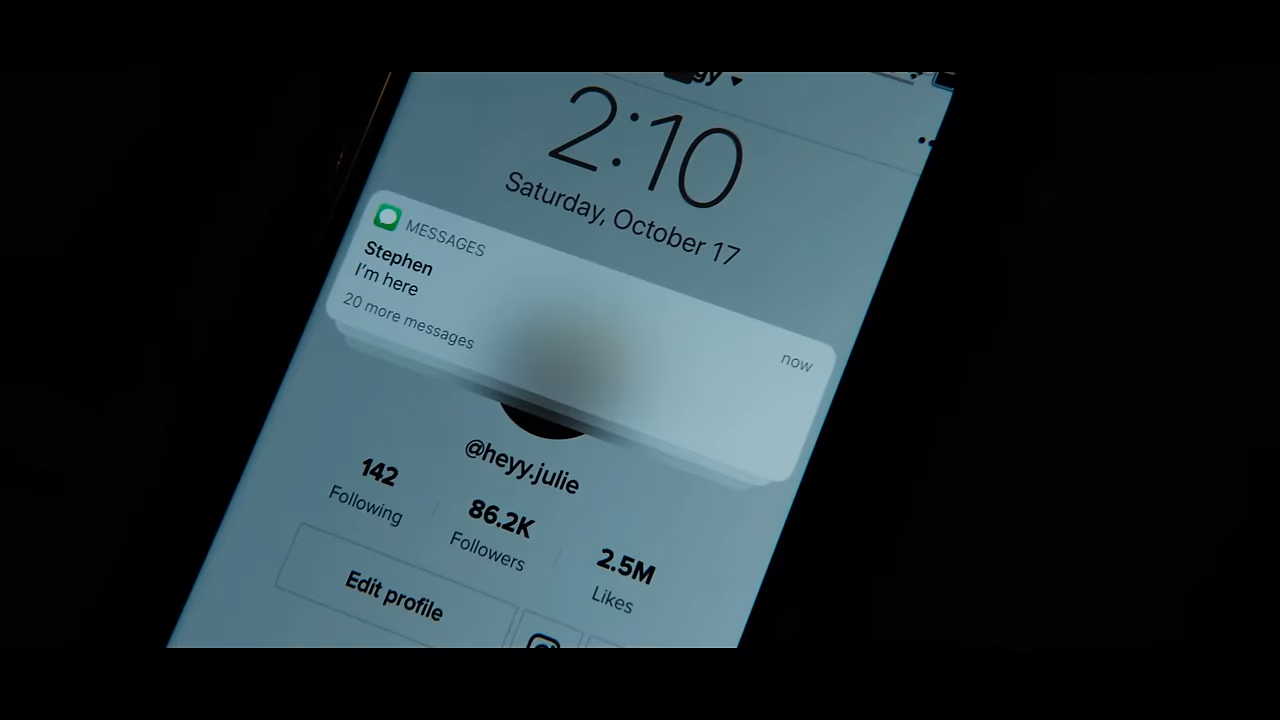 2:10
Saturday, October 17
MESSAGES
Stephen
I'm here
20 more messages
now
@heyy.julie
142
Following
86.2K
Followers
2.5M
Likes
Edit profile